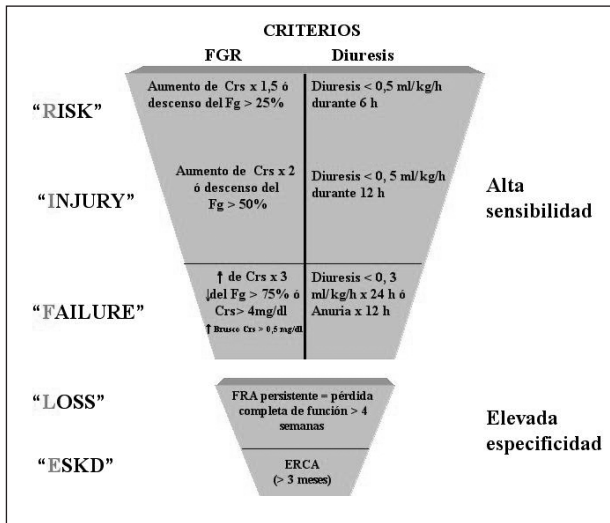 CRITERIOS
FGR Diuresis
“RISK”
Aumento de Crs x 1,5 ó
descenso del Fg > 25%
Diuresis < 0,5 ml/kg/h
durante 6 h
“INJURY”
Aumento de Crs x 2
ó descenso del
Fg > 50%
Diuresis < 0, 5 ml/kg/h
durante 12 h
Alta
sensibilidad
“FAILURE”
↑ de Crs x 3
↓del Fg > 75% ó
Crs> 4mg/dl
↑ Brusco Crs > 0,5 mg/dl
Diuresis < 0, 3
ml/kg/h x 24 h ó
Anuria x 12 h
“LOSS”
FRA persistente = pérdida
completa de función > 4
semanas
“ESKD”
ERCA
(> 3 meses)
Elevada
especificidad